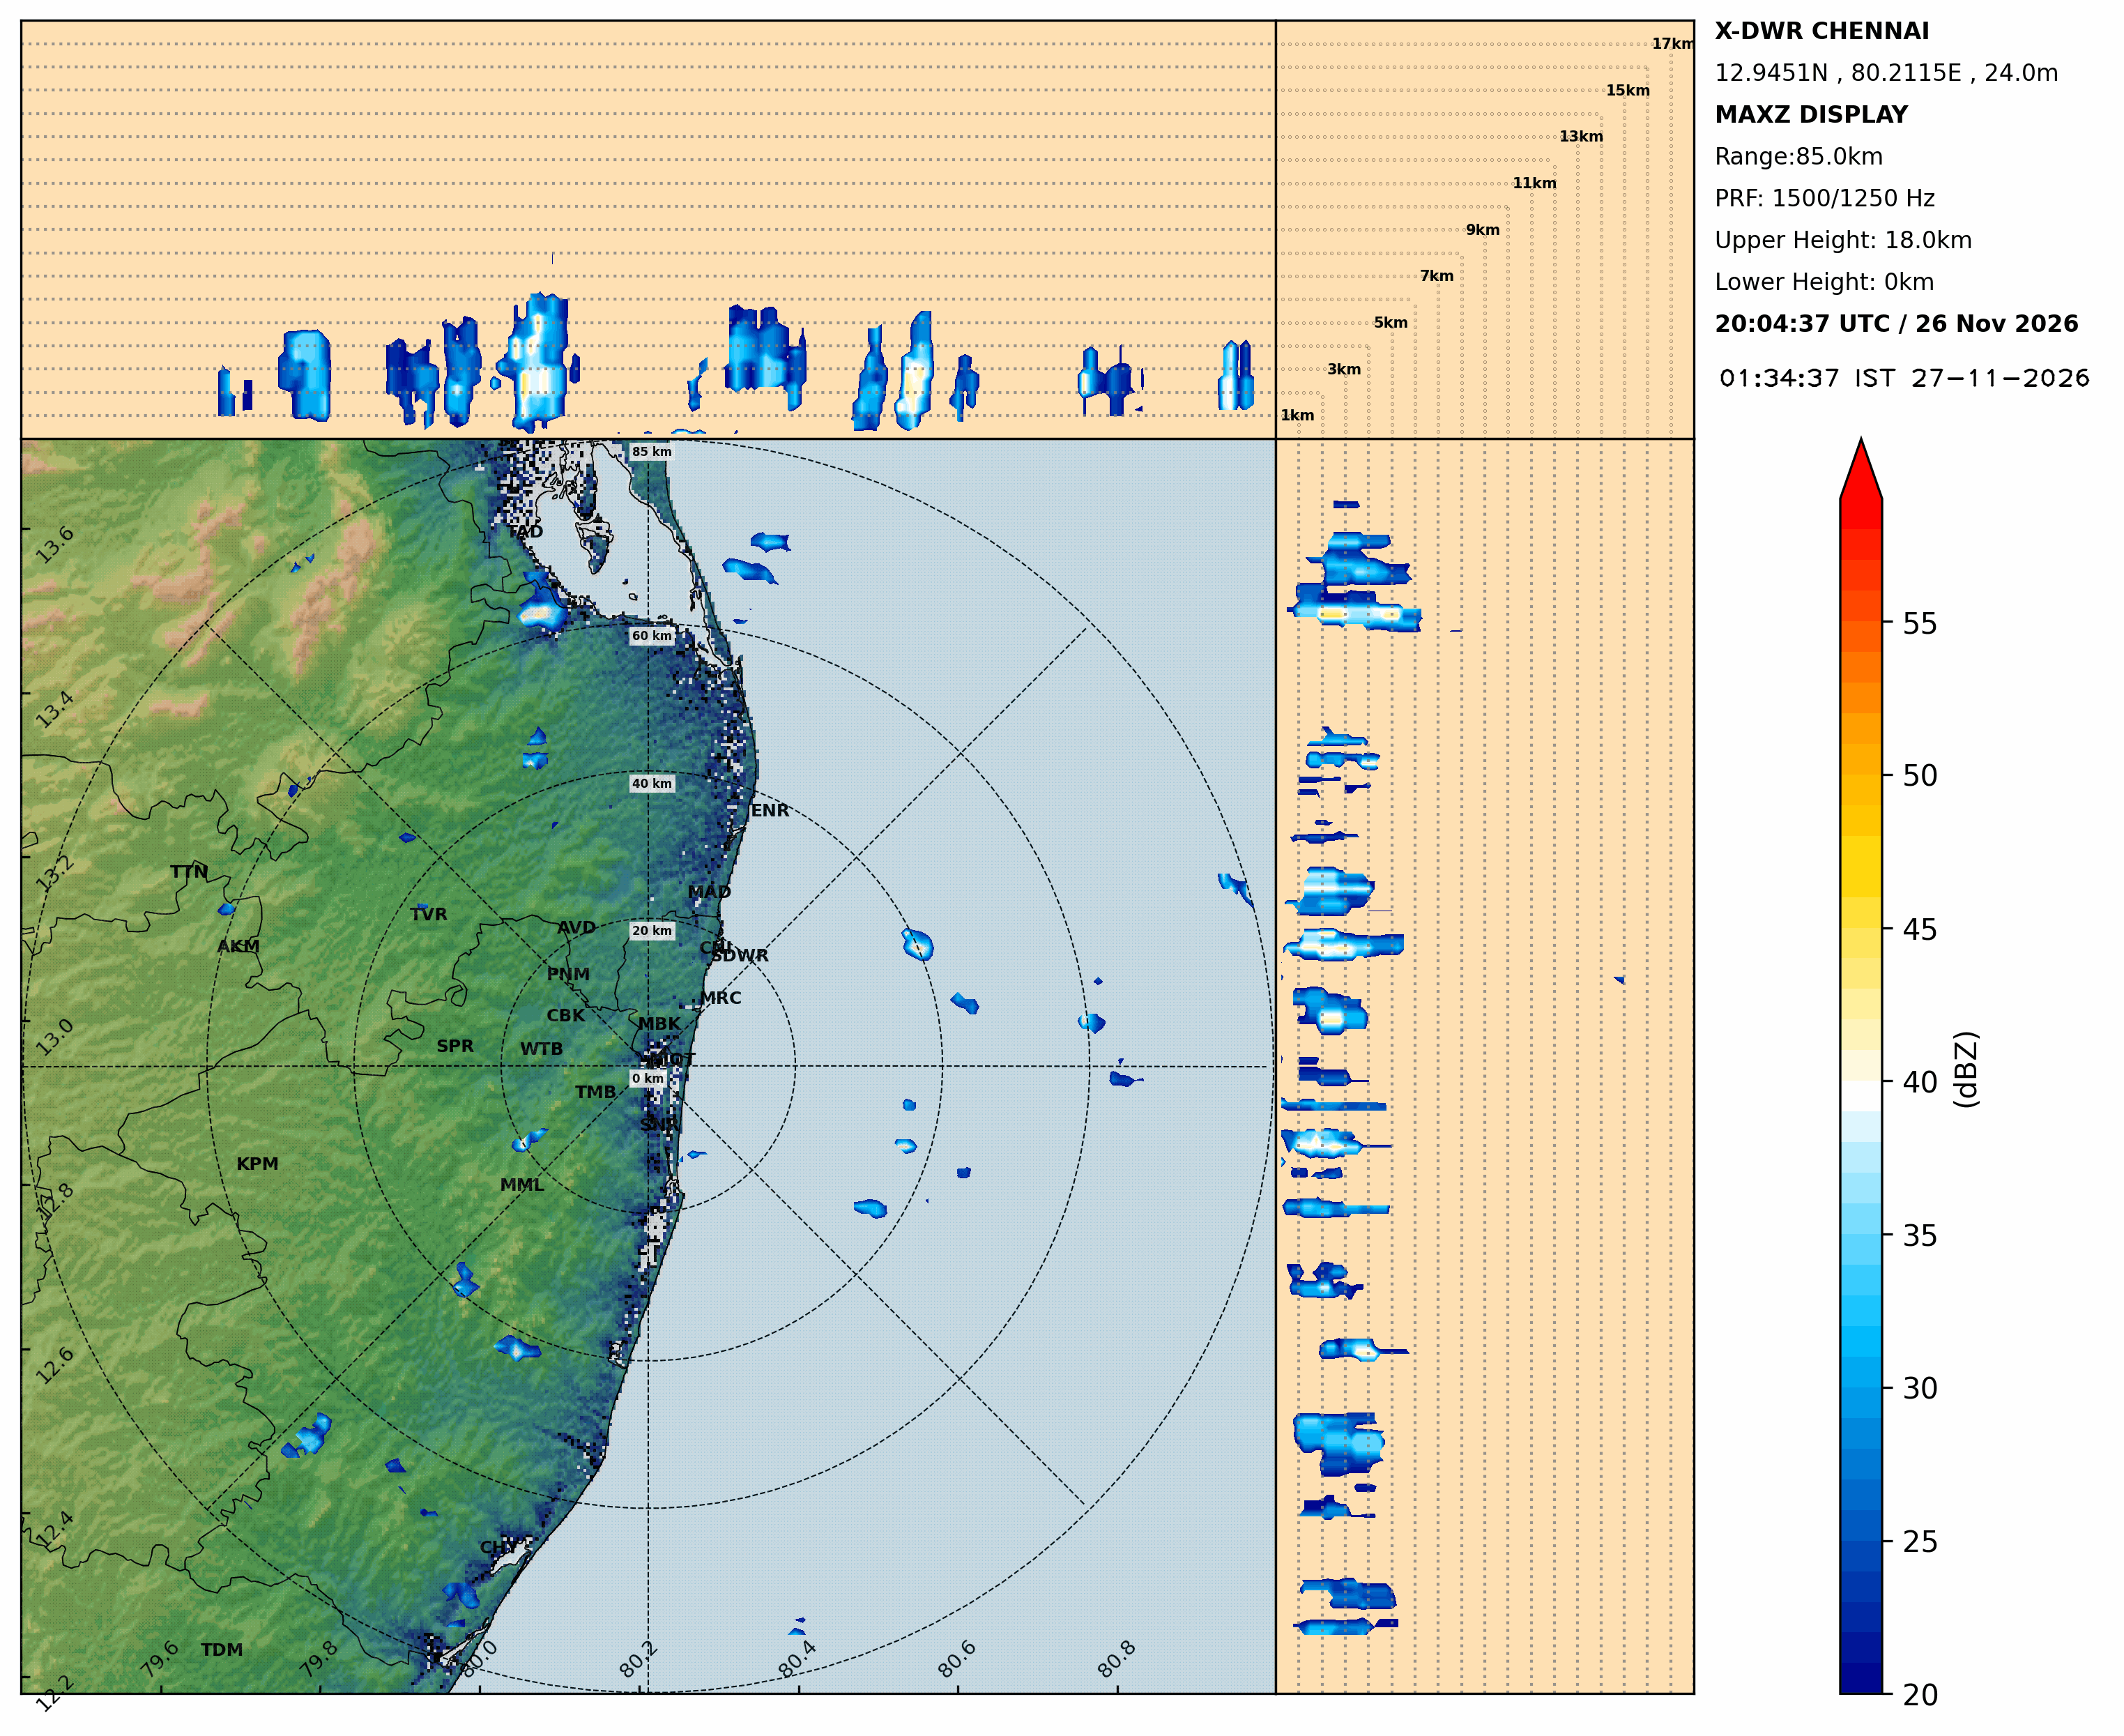 17km
15km
13km
11km
9km
7km
5km
3km
1km
X-DWR CHENNAI
12.9451N , 80.2115E , 24.0m
MAXZ DISPLAY
Range:85.0km
PRF: 1500/1250 Hz
Upper Height: 18.0km
Lower Height: 0km
20:04:37 UTC / 26 Nov 2026
01:34:37 IST 27-11-2026
85 km
TAD
13.6
60 km
13.4
40 km
ENR
13.2
TTN
MAD
TVR
AVD
20 km
AKM
SDWR
PNM
MRC
13.0
CBK
MBK
SPR
WTB
0 km
TMB
SNR
KPM
12.8
MML
12.6
12.4
CHY
TDM
12.2
79.6
79.8
80.0
80.2
80.4
80.6
80.8
55
50
45
40
35
30
25
20
(dBZ)